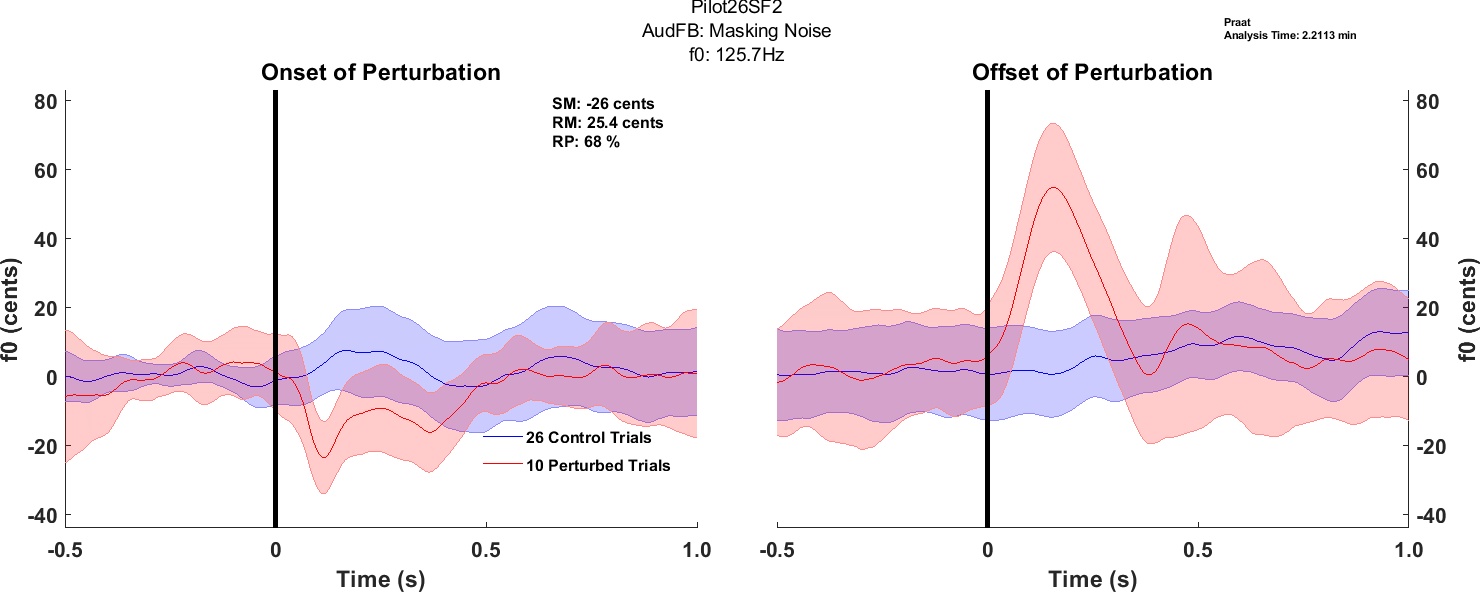 Pilot26SF2
AudFB: Masking Noise
f0: 125.7Hz
Praat
Analysis Time: 2.2113 min
Onset of Perturbation
SM: -26 cents
RM: 25.4 cents
RP: 68 %
80
60
40
20
0
-20
-40
f0 (cents)
-0.5
0
0.5
1.0
Time (s)
26 Control Trials
10 Perturbed Trials
Offset of Perturbation
80
60
40
20
0
-20
-40
f0 (cents)
-0.5
0
0.5
1.0
Time (s)